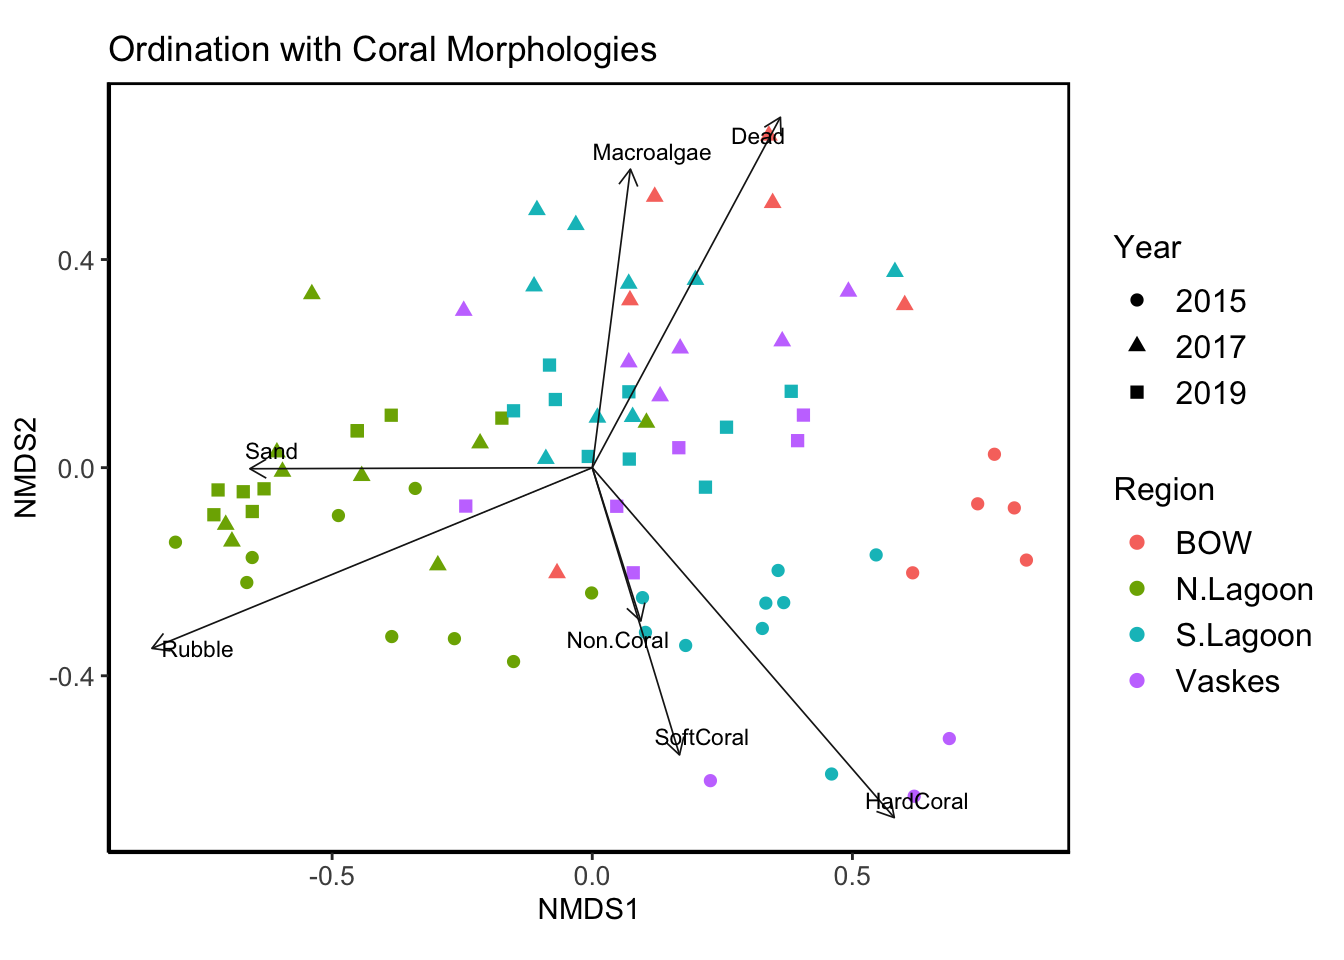 Ordination with Coral Morphologies
Dead
Macroalgae
Sand
Rubble
Non.Coral
SoftCoral
HardCoral
0.4
0.0
-0.4
NMDS2
-0.5
0.0
0.5
NMDS1
Year
2015
2017
2019
Region
BOW
N.Lagoon
S.Lagoon
Vaskes